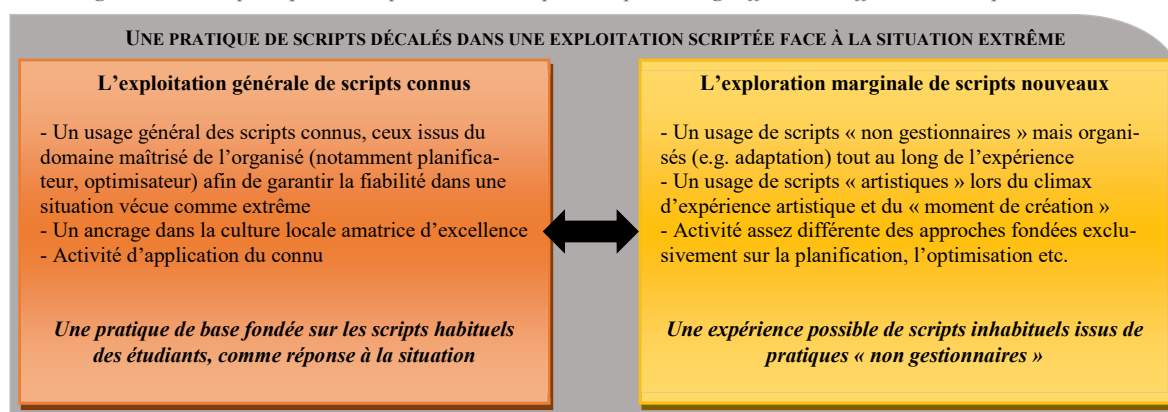 UNE PRATIQUE DE SCRIPTS DÉCALÉS DANS UNE EXPLOITATION SCRIPTÉE FACE À LA SITUATION EXTRÊME
L’exploitation générale de scripts connus
- Un usage général des scripts connus, ceux issus du
domaine maîtrisé de l’organisé (notamment planifica-
teur, optimisateur) afin de garantir la fiabilité dans une
situation vécue comme extrême
- Un ancrage dans la culture locale amatrice d’excellence
- Activité d’application du connu
Une pratique de base fondée sur les scripts habituels
des étudiants, comme réponse à la situation
L’exploration marginale de scripts nouveaux
- Un usage de scripts « non gestionnaires » mais organi-
sés (e.g. adaptation) tout au long de l’expérience
- Un usage de scripts « artistiques » lors du climax
d’expérience artistique et du « moment de création »
- Activité assez différente des approches fondées exclu-
sivement sur la planification, l’optimisation etc.
Une expérience possible de scripts inhabituels issus de
pratiques « non gestionnaires »